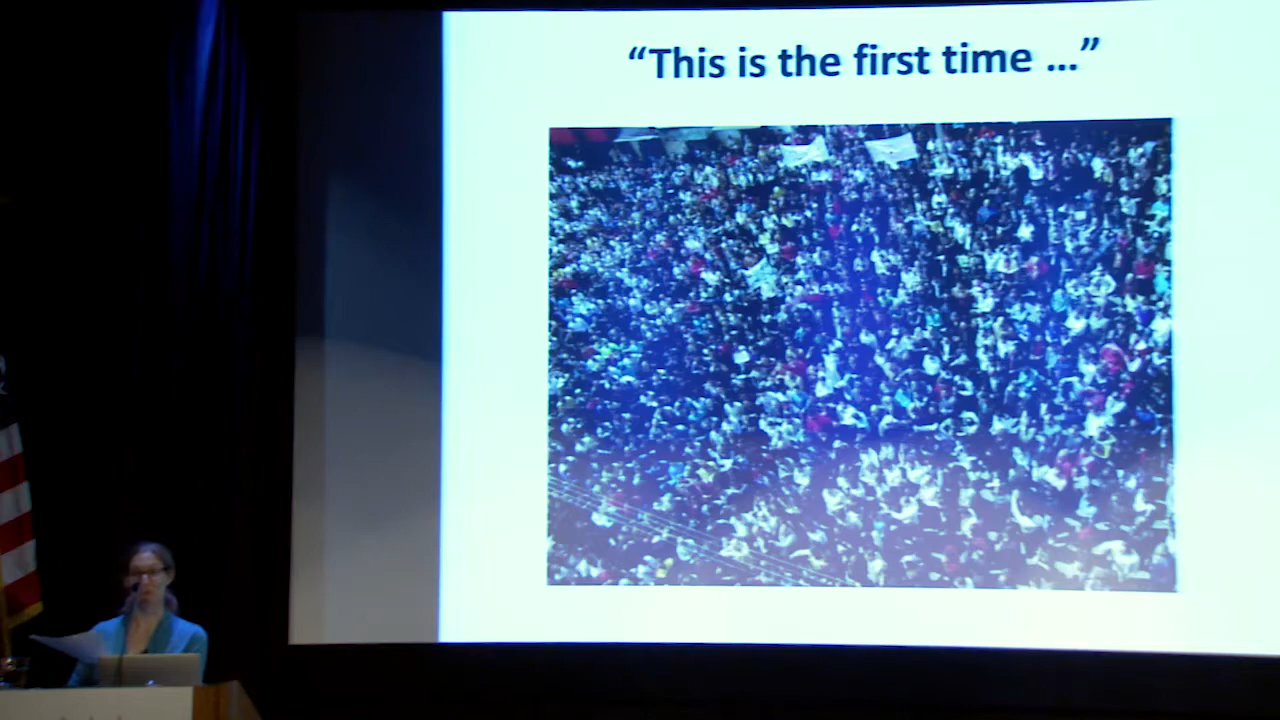 “This is the first time ...”